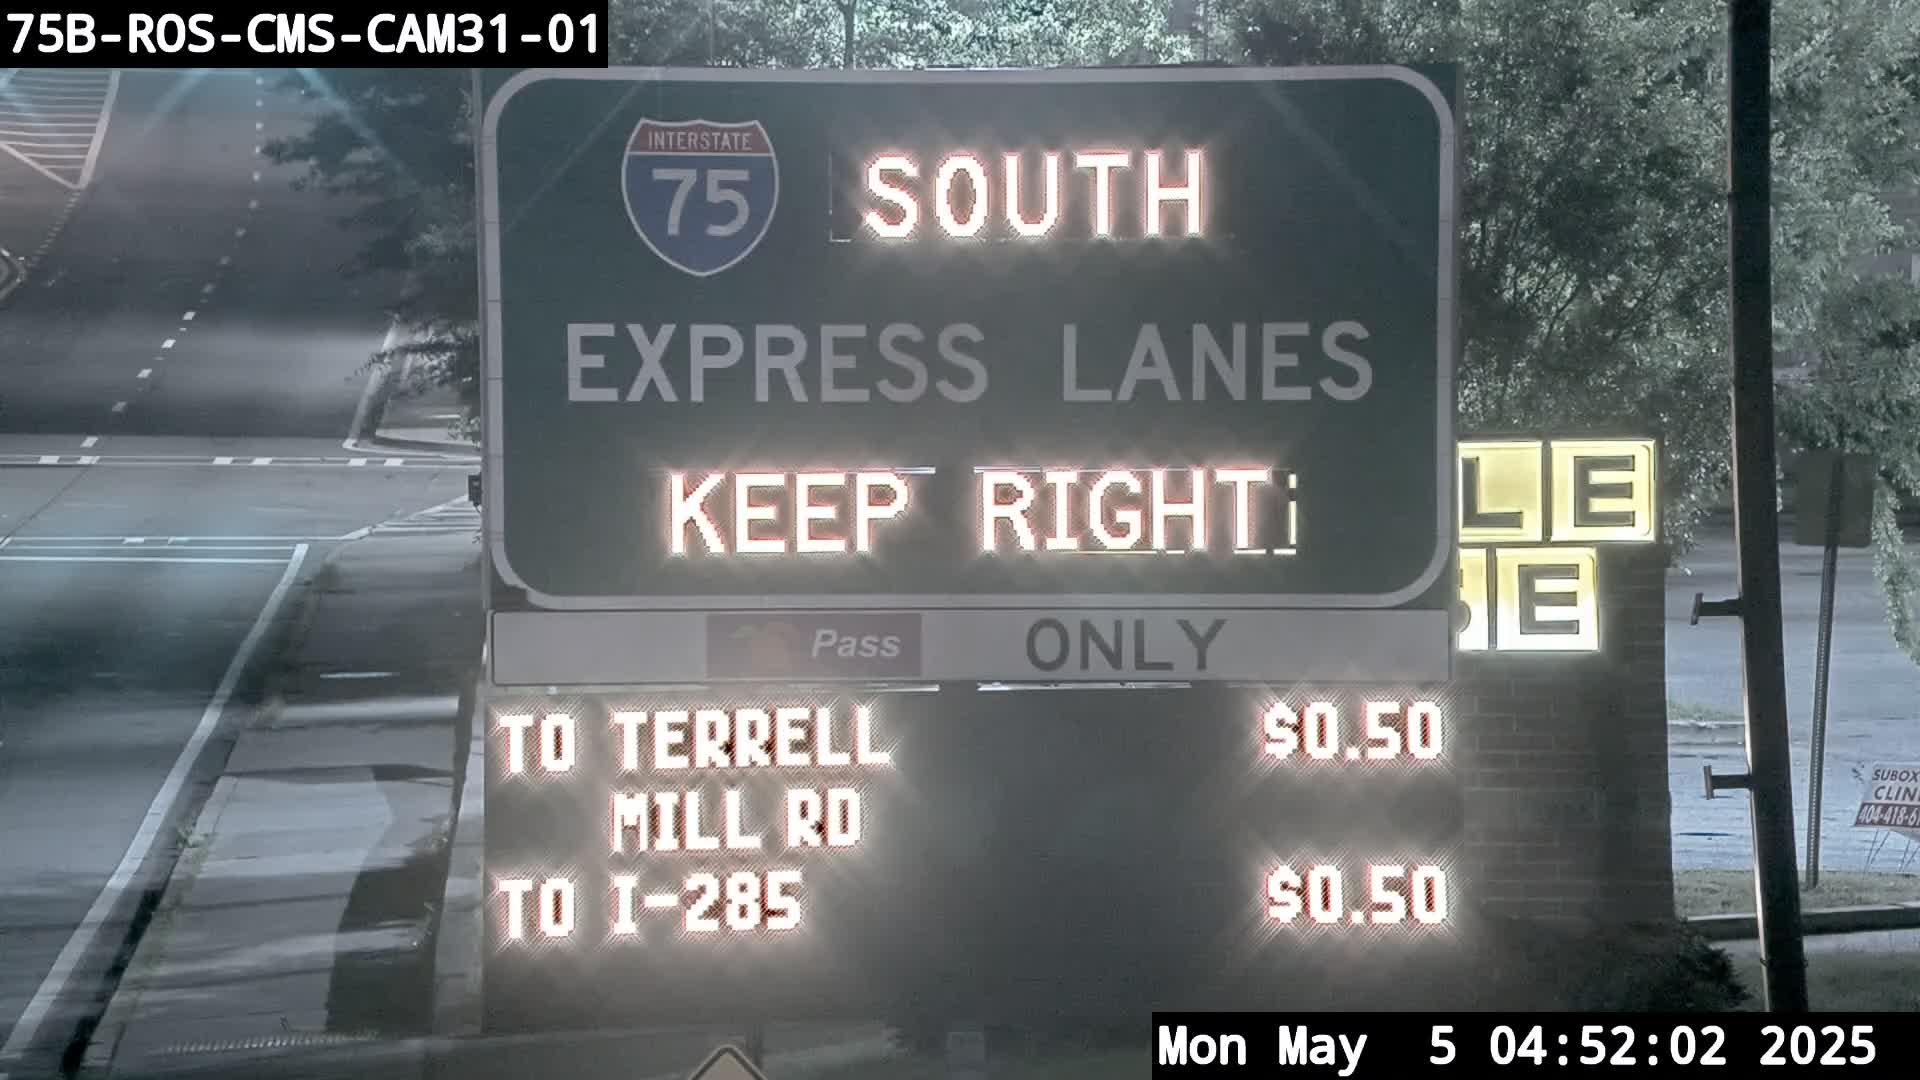 75B-ROS-CMS-CAM31-01
INTERSTATE
75
SOUTH
EXPRESS LANES
KEEP RIGHT
Pass ONLY
LE
E
TO TERRELL $0.50
MILL RD
TO I-285 $0.50
Mon May 5 04:52:02 2025